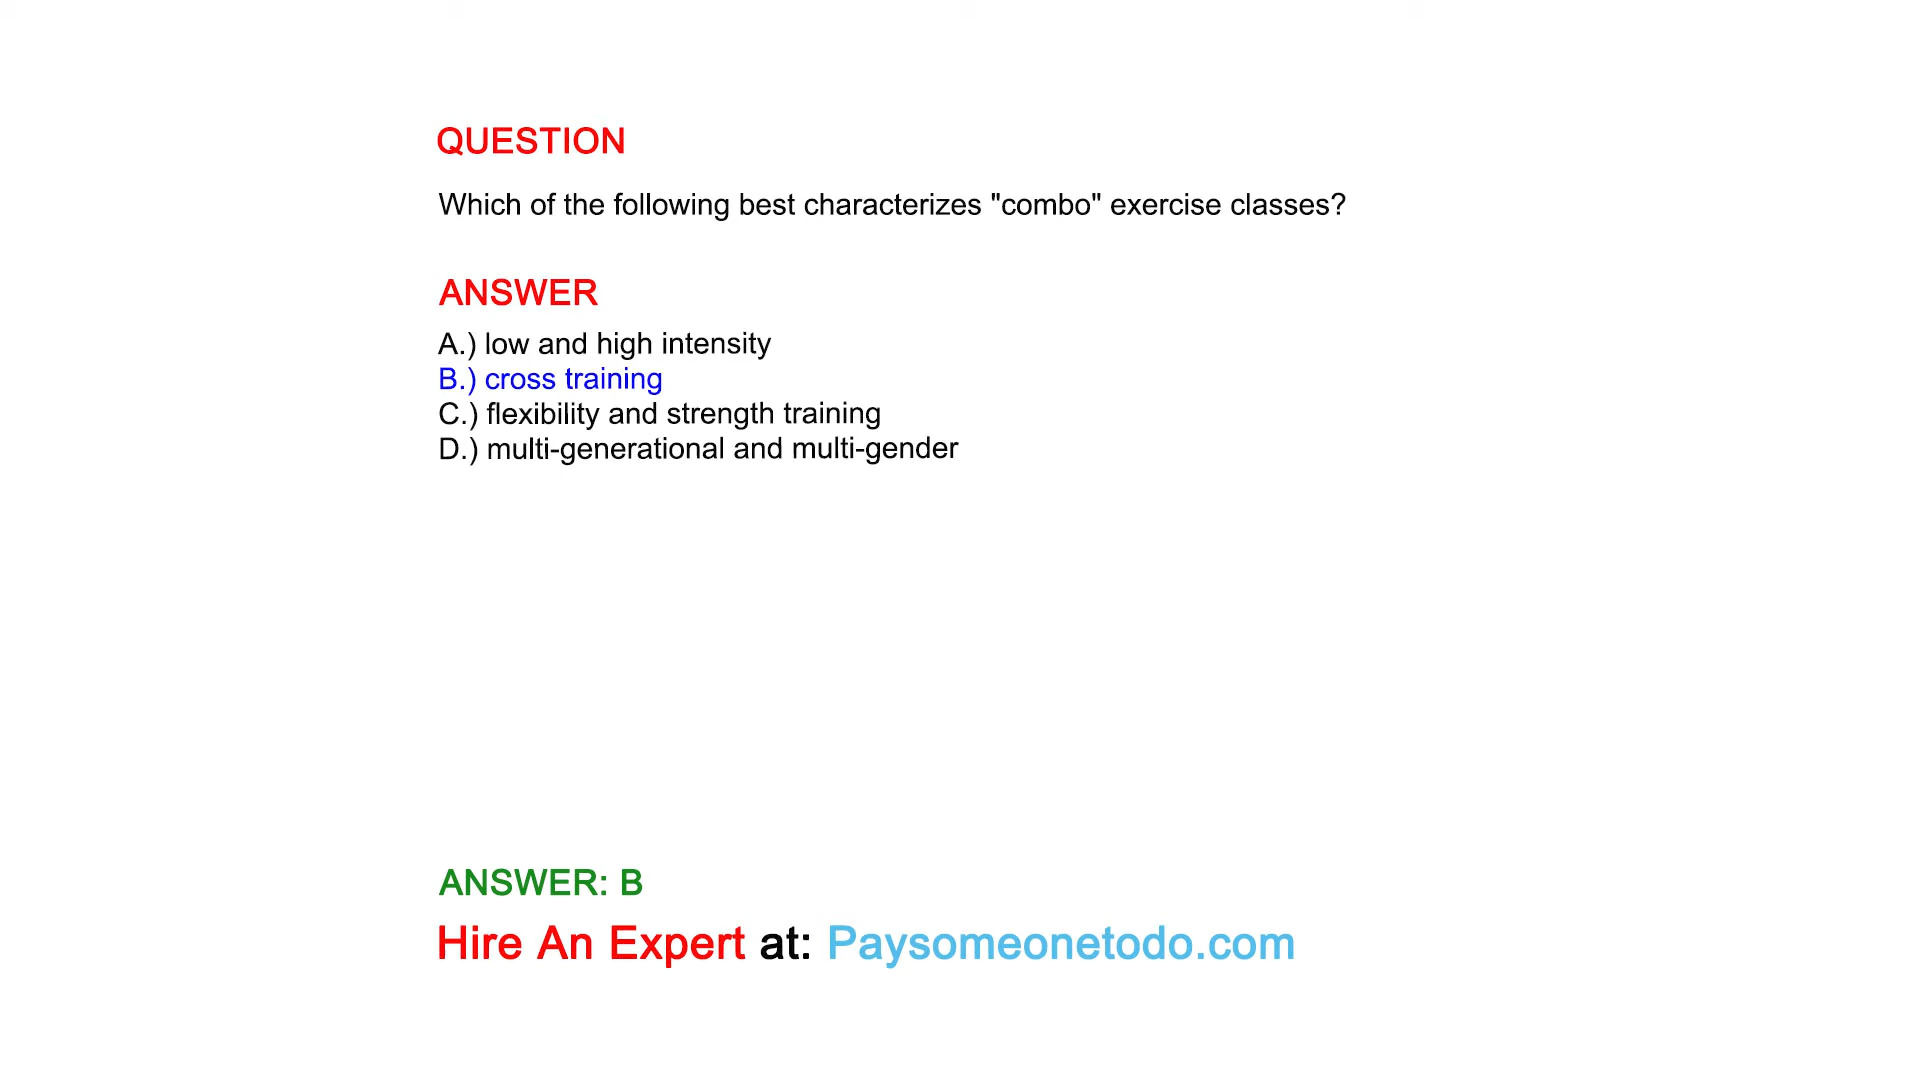 QUESTION
Which of the following best characterizes "combo" exercise classes?
ANSWER
A.) low and high intensity
B.) cross training
C.) flexibility and strength training
D.) multi-generational and multi-gender
ANSWER: B
Hire An Expert at: Paysomeonetodo.com